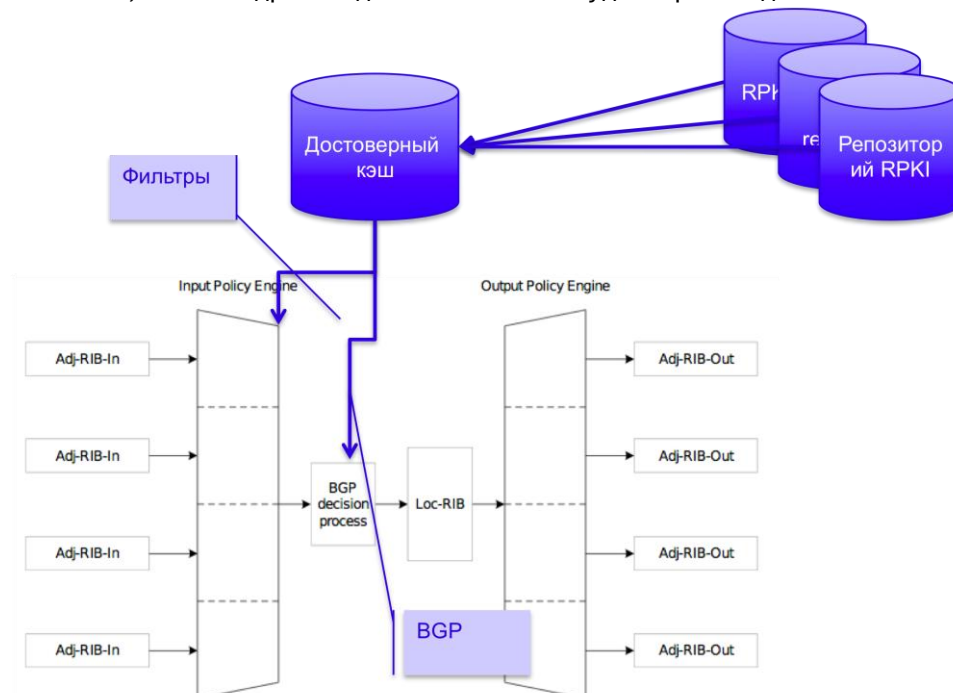 RPK
re
Репозитор
ий RPKI
Достоверный
кэш
Фильтры
Input Policy Engine
Output Policy Engine
Adj-RIB-In
Adj-RIB-Out
Adj-RIB-In
Adj-RIB-Out
BGP
decision
process
Loc-RIB
Adj-RIB-In
Adj-RIB-Out
BGP
Adj-RIB-In
Adj-RIB-Out